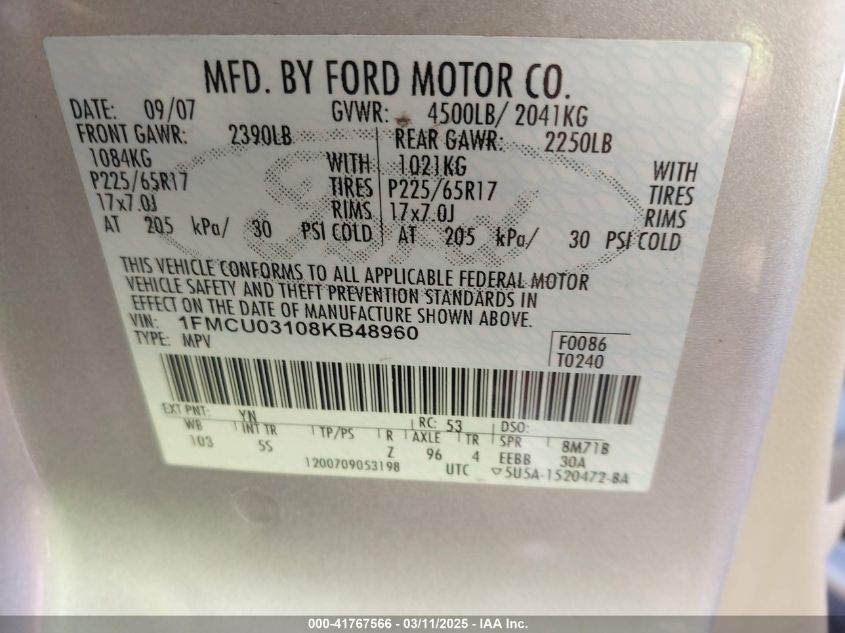 MFD. BY FORD MOTOR CO.
DATE: 09/07 GVWR: 4500LB/ 2041KG
FRONT GAWR: 2390LB REAR GAWR: 2250LB
1084KG WITH 1021KG WITH
P225/65R17 TIRES P225/65R17 TIRES
17x7.0J RIMS 17x7.0J RIMS
AT 205 kPa/ 30 PSI COLD AT 205 kPa/ 30 PSI COLD
THIS VEHICLE CONFORMS TO ALL APPLICABLE FEDERAL MOTOR
VEHICLE SAFETY AND THEFT PREVENTION STANDARDS IN
EFFECT ON THE DATE OF MANUFACTURE SHOWN ABOVE.
VIN: 1FMCU03108KB48960
TYPE: MPV
F0086
T0240
EXT PNT: YN RC: 53 DSO:
WB INT TR TP/PS R AXLE TR SPR 8M71B
103 5S Z 96 4 EEBB 30A
1200709053198 UTC ▽5U5A-1520472-BA
Ford
000-41767566 - 03/11/2025 - IAA Inc.